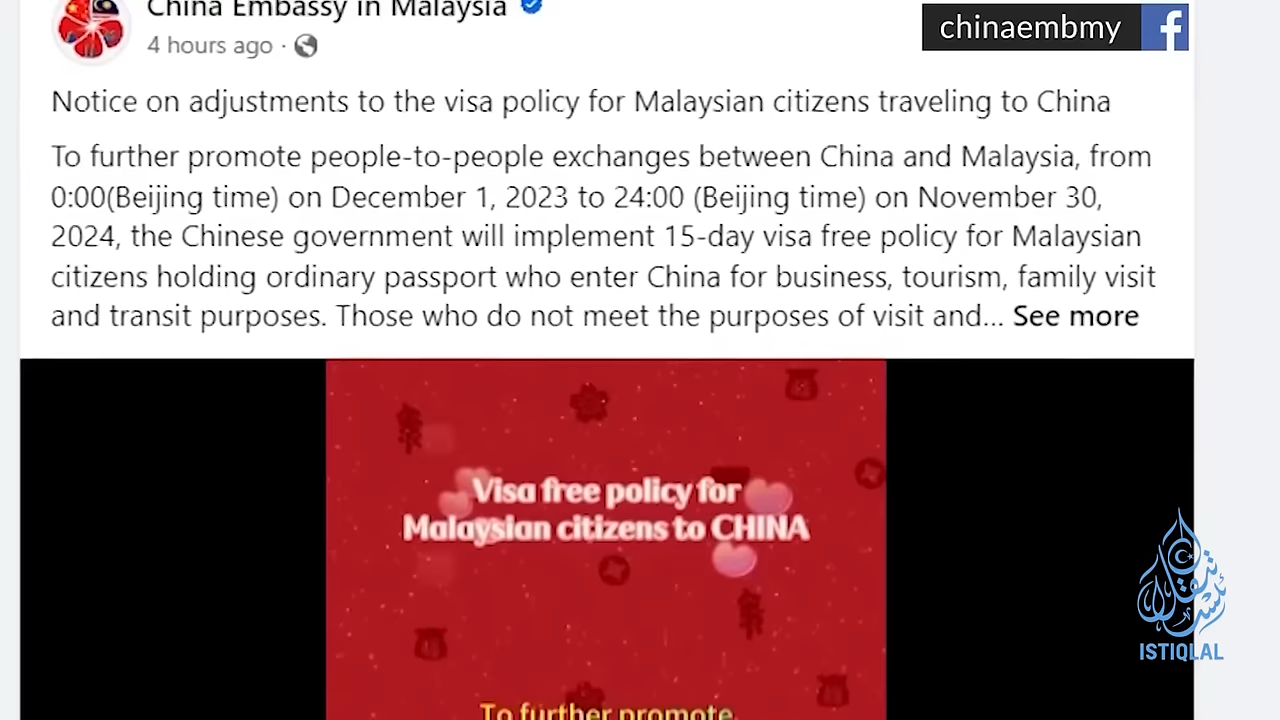 China Embassy in Malaysia
chinaembmy
4 hours ago ·
Notice on adjustments to the visa policy for Malaysian citizens traveling to China
To further promote people-to-people exchanges between China and Malaysia, from
0:00(Beijing time) on December 1, 2023 to 24:00 (Beijing time) on November 30,
2024, the Chinese government will implement 15-day visa free policy for Malaysian
citizens holding ordinary passport who enter China for business, tourism, family visit
and transit purposes. Those who do not meet the purposes of visit and... See more
Visa free policy for
Malaysian citizens to CHINA
To further promote
ISTIQLAL